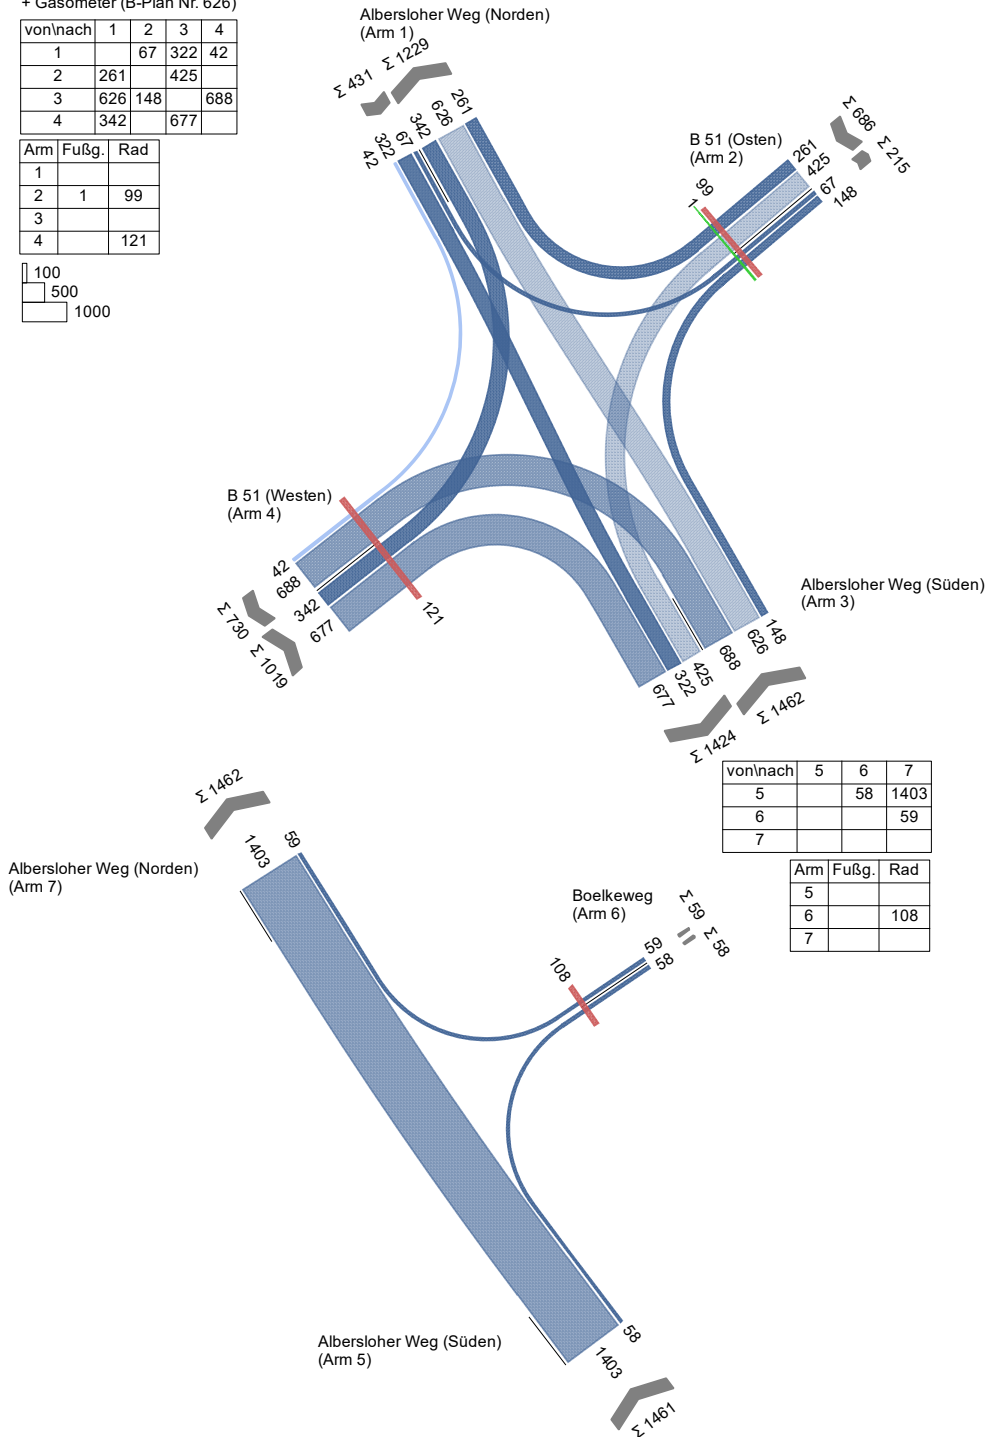 + Gasometer (B-Plan Nr. 626)
von\nach 1 2 3 4
1 67 322 42
2 261 425
3 626 148 688
4 342 677
Arm Fußg. Rad
1
2 1 99
3
4 121
100
500
1000
Albersloher Weg (Norden)
(Arm 1)
Σ 431
Σ 1229
42
322
67
342
626
261
B 51 (Osten)
(Arm 2)
Σ 686
Σ 215
261
425
67
148
99
1
B 51 (Westen)
(Arm 4)
42
688
342
677
121
Σ 730
Σ 1019
Albersloher Weg (Süden)
(Arm 3)
148
626
688
425
322
677
Σ 1462
Σ 1424
von\nach 5 6 7
5 58 1403
6 59
7
Arm Fußg. Rad
5
6 108
7
Σ 1462
1403
59
Albersloher Weg (Norden)
(Arm 7)
Boelkeweg
(Arm 6)
Σ 59
Σ 58
59
58
108
Albersloher Weg (Süden)
(Arm 5)
58
1403
Σ 1461